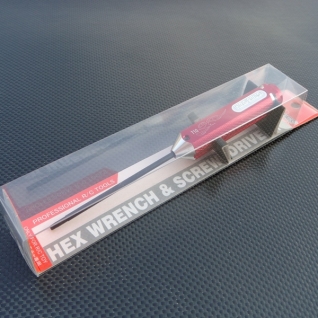 PROFESSIONAL R/C TOOLS
HEX WRENCH & SCREW DRIVE